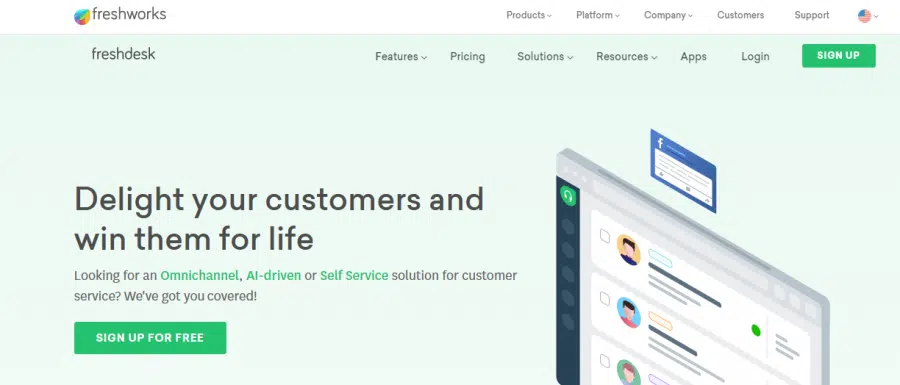 freshworks
Products Platform Company Customers Support
freshdesk
Features Pricing Solutions Resources Apps Login SIGN UP
Delight your customers and
win them for life
Looking for an Omnichannel, AI-driven or Self Service solution for customer
service? We've got you covered!
SIGN UP FOR FREE
f